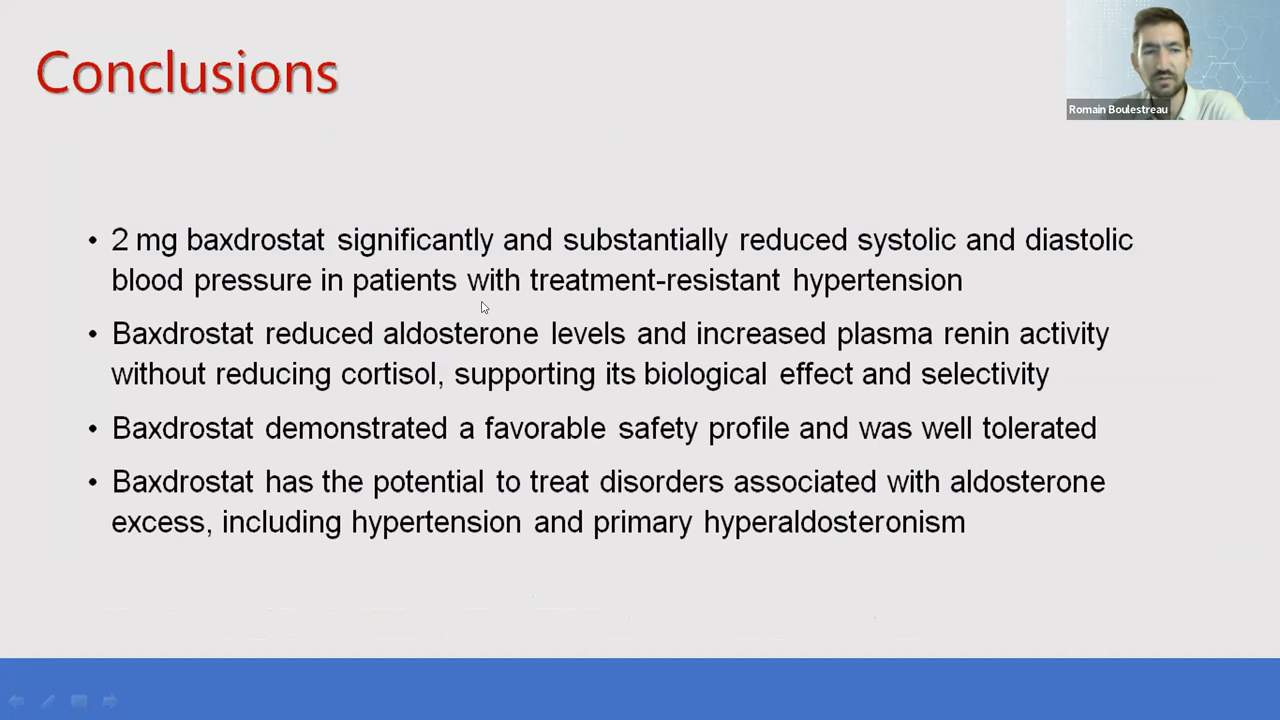 Conclusions
Romain Boulestreau
• 2 mg baxdrostat significantly and substantially reduced systolic and diastolic
blood pressure in patients with treatment-resistant hypertension
• Baxdrostat reduced aldosterone levels and increased plasma renin activity
without reducing cortisol, supporting its biological effect and selectivity
• Baxdrostat demonstrated a favorable safety profile and was well tolerated
• Baxdrostat has the potential to treat disorders associated with aldosterone
excess, including hypertension and primary hyperaldosteronism